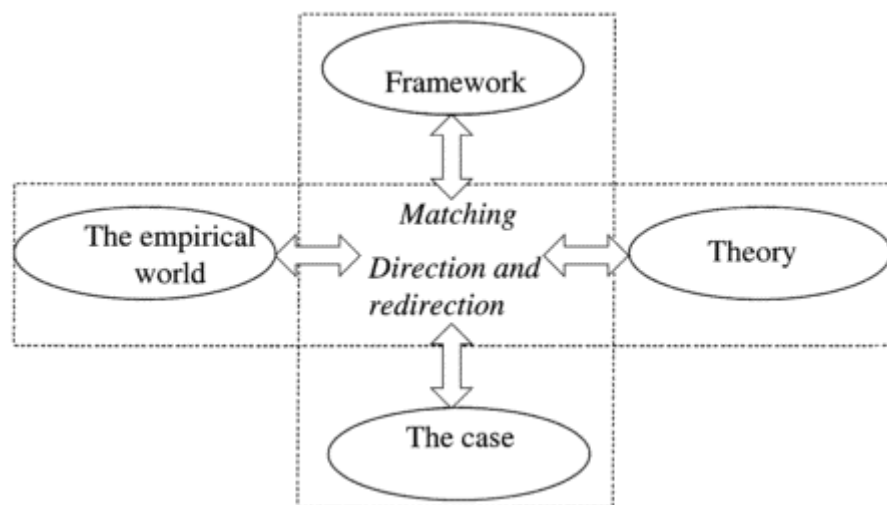 Framework
Matching
The empirical
world
Direction and
redirection
Theory
The case